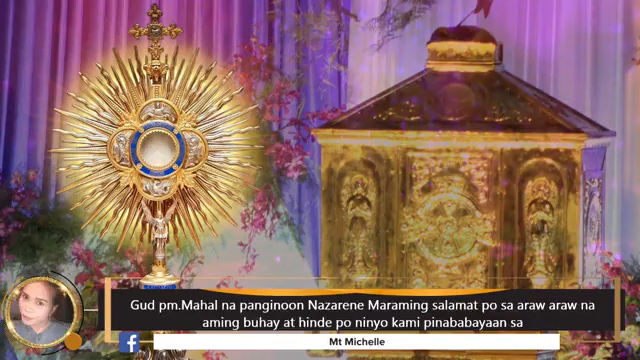 Gud pm.Mahal na panginoon Nazarene Maraming salamat po sa araw araw na
aming buhay at hinde po ninyo kami pinababayaan sa
Mt Michelle